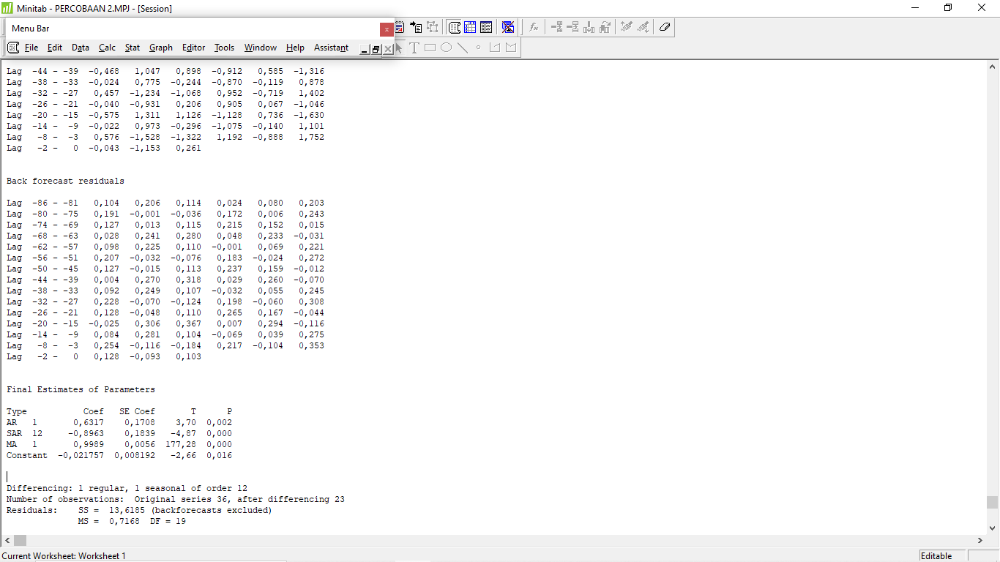 Minitab - PERCOBAAN 2.MPJ - [Session]
Menu Bar
File Edit Data Calc Stat Graph Editor Tools Window Help Assistant
Lag -44 - -39 -0,468 1,047 0,898 -0,912 0,585 -1,316
Lag -38 - -33 -0,024 0,775 -0,244 -0,870 -0,119 0,878
Lag -32 - -27 0,457 -1,234 -1,068 0,952 -0,719 1,402
Lag -26 - -21 -0,040 -0,931 0,206 0,905 0,067 -1,046
Lag -20 - -15 -0,575 1,311 1,126 -1,128 0,736 -1,630
Lag -14 - -9 -0,022 0,973 -0,296 -1,075 -0,140 1,101
Lag -8 - -3 0,576 -1,528 -1,322 1,192 -0,888 1,752
Lag -2 - 0 -0,043 -1,153 0,261
Back forecast residuals
Lag -86 - -81 0,104 0,206 0,114 0,024 0,080 0,203
Lag -80 - -75 0,191 -0,001 -0,036 0,172 0,006 0,243
Lag -74 - -69 0,127 0,013 0,115 0,215 0,152 0,015
Lag -68 - -63 0,028 0,241 0,280 0,048 0,233 -0,031
Lag -62 - -57 0,098 0,225 0,110 -0,001 0,069 0,221
Lag -56 - -51 0,207 -0,032 -0,076 0,183 -0,024 0,272
Lag -50 - -45 0,127 -0,015 0,113 0,237 0,159 -0,012
Lag -44 - -39 0,004 0,270 0,318 0,029 0,260 -0,070
Lag -38 - -33 0,092 0,249 0,107 -0,032 0,055 0,245
Lag -32 - -27 0,228 -0,070 -0,124 0,198 -0,060 0,308
Lag -26 - -21 0,128 -0,048 0,110 0,265 0,167 -0,044
Lag -20 - -15 -0,025 0,306 0,367 0,007 0,294 -0,116
Lag -14 - -9 0,084 0,281 0,104 -0,069 0,039 0,275
Lag -8 - -3 0,254 -0,116 -0,184 0,217 -0,104 0,353
Lag -2 - 0 0,128 -0,093 0,103
Final Estimates of Parameters
Type Coef SE Coef T P
AR 1 0,6317 0,1708 3,70 0,002
SAR 12 -0,8963 0,1839 -4,87 0,000
MA 1 0,9989 0,0056 177,28 0,000
Constant -0,021757 0,008192 -2,66 0,016
Differencing: 1 regular, 1 seasonal of order 12
Number of observations: Original series 36, after differencing 23
Residuals: SS = 13,6185 (backforecasts excluded)
MS = 0,7168 DF = 19
Current Worksheet: Worksheet 1
Editable